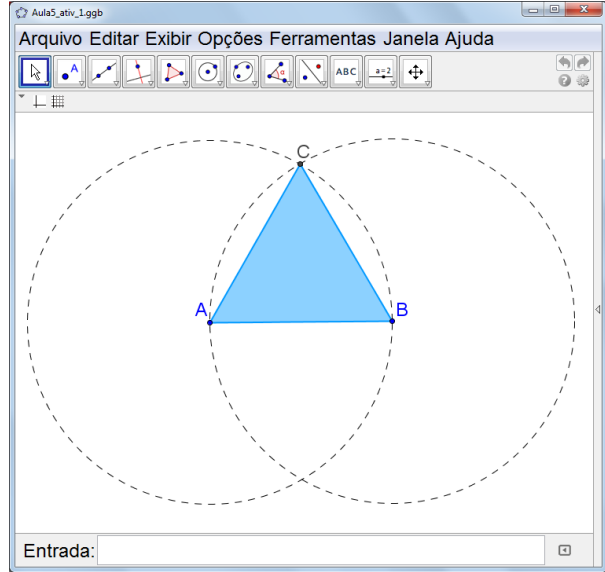 Aula5_ativ_1.ggb
Arquivo Editar Exibir Opções Ferramentas Janela Ajuda
A ABC a=2
C
A B
Entrada: